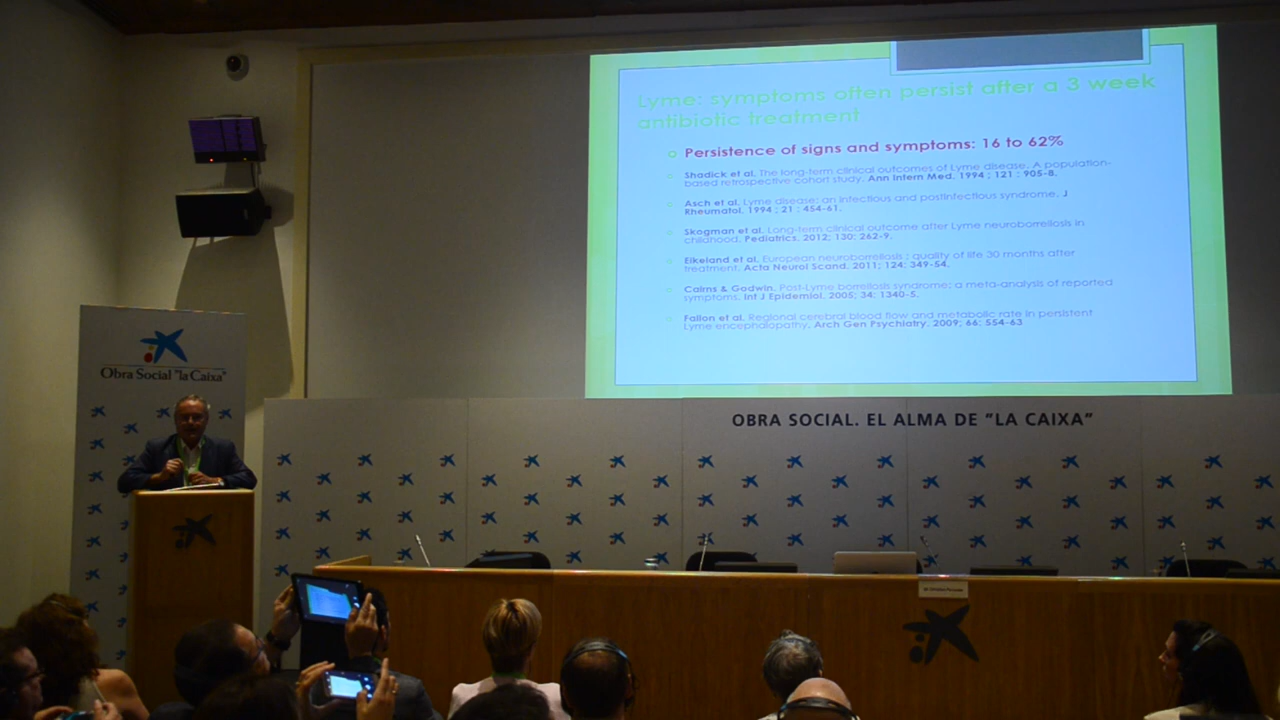 Lyme: symptoms often persist after a 3 week
antibiotic treatment
Persistence of signs and symptoms: 16 to 62%
Shadick et al. The long-term clinical outcomes of Lyme disease. A population-
based retrospective cohort study. Ann Intern Med. 1994 ; 121 : 905-8.
Asch et al. Lyme disease: an infectious and postinfectious syndrome. J
Rheumatol. 1994 ; 21 : 454-61.
Skogman et al. Long-term clinical outcome after Lyme neuroborreliosis in
childhood. Pediatrics. 2012; 130: 262-9.
Eikeland et al. European neuroborreliosis : quality of life 30 months after
treatment. Acta Neurol Scand. 2011; 124: 349-54.
Cairns & Godwin. Post-Lyme borreliosis syndrome: a meta-analysis of reported
symptoms. Int J Epidemiol. 2005; 34: 1340-5.
Fallon et al. Regional cerebral blood flow and metabolic rate in persistent
Lyme encephalopathy. Arch Gen Psychiatry. 2009; 66: 554-63
Obra Social "la Caixa"
OBRA SOCIAL. EL ALMA DE "LA CAIXA"